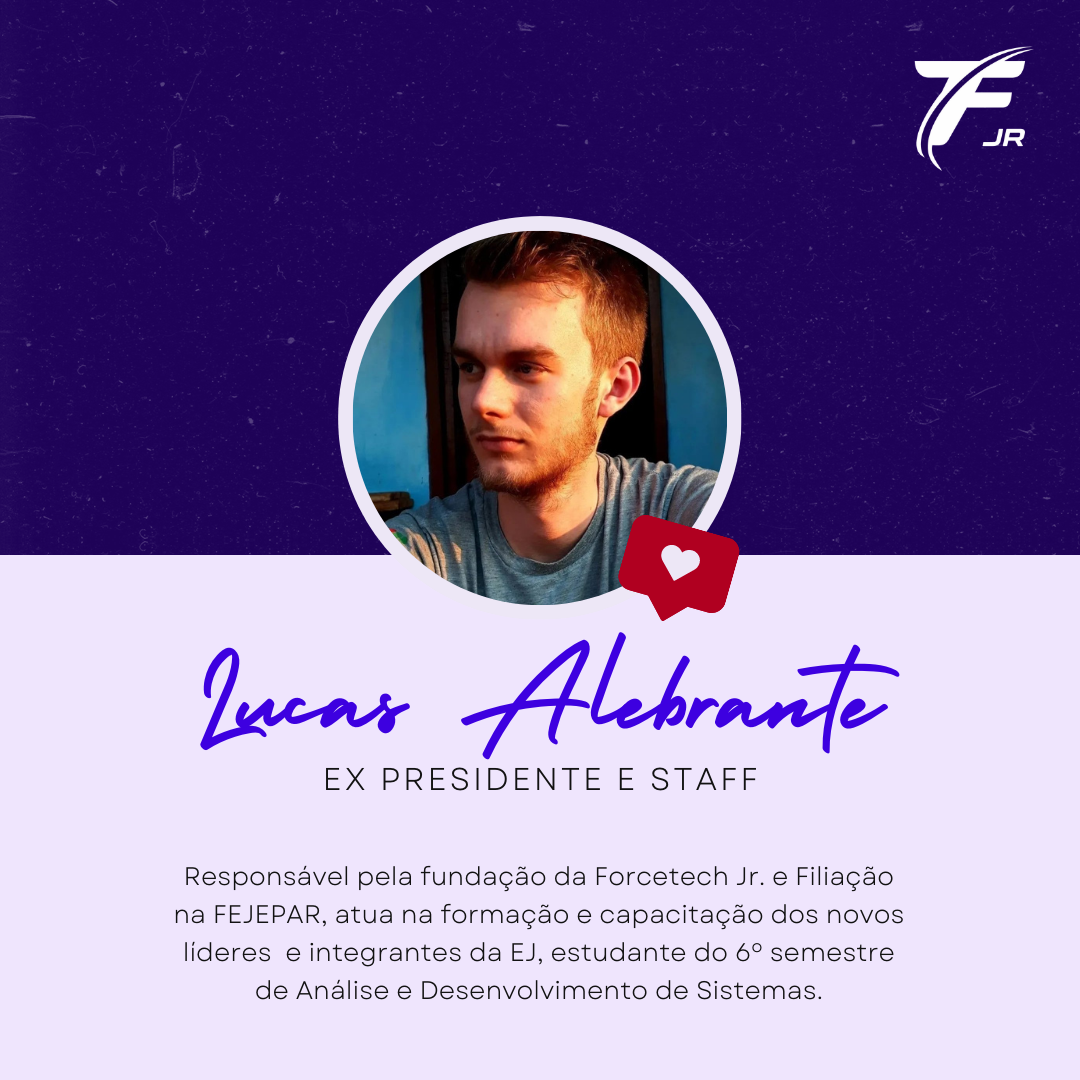 TF JR
Lucas Alebrante
EX PRESIDENTE E STAFF
Responsável pela fundação da Forcetech Jr. e Filiação
na FEJEPAR, atua na formação e capacitação dos novos
líderes  e integrantes da EJ, estudante do 6º semestre
de Análise e Desenvolvimento de Sistemas.